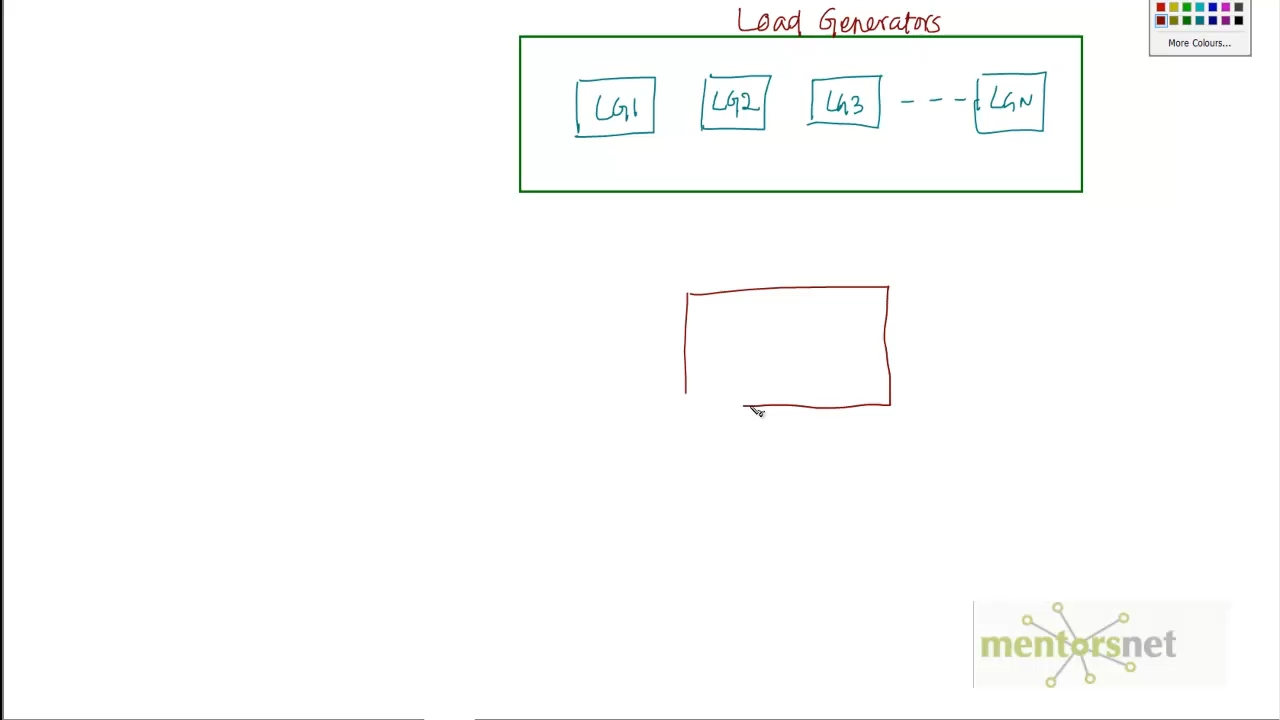 Load Generators
More Colours...
LG1 LG2 LG3 --- LGN
mentorsnet